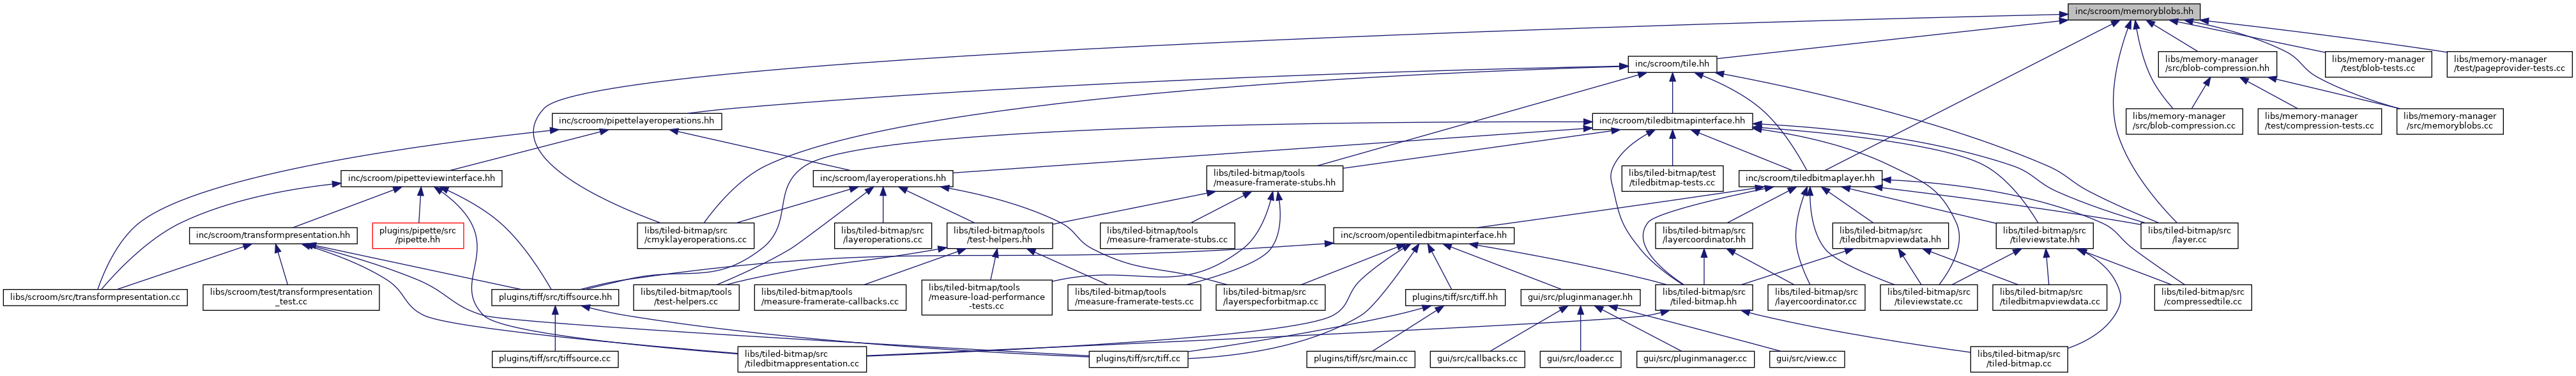 inc/scroom/memoryblobs.hh
inc/scroom/tile.hh
libs/memory-manager
/src/blob-compression.hh
libs/memory-manager
/test/blob-tests.cc
libs/memory-manager
/test/pageprovider-tests.cc
inc/scroom/pipettelayeroperations.hh
inc/scroom/tiledbitmapinterface.hh
libs/memory-manager
/src/blob-compression.cc
libs/memory-manager
/test/compression-tests.cc
libs/memory-manager
/src/memoryblobs.cc
inc/scroom/pipetteviewinterface.hh
inc/scroom/layeroperations.hh
libs/tiled-bitmap/tools
/measure-framerate-stubs.hh
libs/tiled-bitmap/test
/tiledbitmap-tests.cc
inc/scroom/tiledbitmaplayer.hh
inc/scroom/transformpresentation.hh
plugins/pipette/src
/pipette.hh
libs/tiled-bitmap/src
/cmyklayeroperations.cc
libs/tiled-bitmap/src
/layeroperations.cc
libs/tiled-bitmap/tools
/test-helpers.hh
libs/tiled-bitmap/tools
/measure-framerate-stubs.cc
inc/scroom/opentiledbitmapinterface.hh
libs/tiled-bitmap/src
/layercoordinator.hh
libs/tiled-bitmap/src
/tiledbitmapviewdata.hh
libs/tiled-bitmap/src
/tileviewstate.hh
libs/tiled-bitmap/src
/layer.cc
libs/scroom/src/transformpresentation.cc
libs/scroom/test/transformpresentation
_test.cc
plugins/tiff/src/tiffsource.hh
libs/tiled-bitmap/tools
/test-helpers.cc
libs/tiled-bitmap/tools
/measure-framerate-callbacks.cc
libs/tiled-bitmap/tools
/measure-load-performance
-tests.cc
libs/tiled-bitmap/tools
/measure-framerate-tests.cc
libs/tiled-bitmap/src
/layerspecforbitmap.cc
plugins/tiff/src/tiff.hh
gui/src/pluginmanager.hh
libs/tiled-bitmap/src
/tiled-bitmap.hh
libs/tiled-bitmap/src
/layercoordinator.cc
libs/tiled-bitmap/src
/tileviewstate.cc
libs/tiled-bitmap/src
/tiledbitmapviewdata.cc
libs/tiled-bitmap/src
/compressedtile.cc
plugins/tiff/src/tiffsource.cc
libs/tiled-bitmap/src
/tiledbitmappresentation.cc
plugins/tiff/src/tiff.cc
plugins/tiff/src/main.cc
gui/src/callbacks.cc
gui/src/loader.cc
gui/src/pluginmanager.cc
gui/src/view.cc
libs/tiled-bitmap/src
/tiled-bitmap.cc